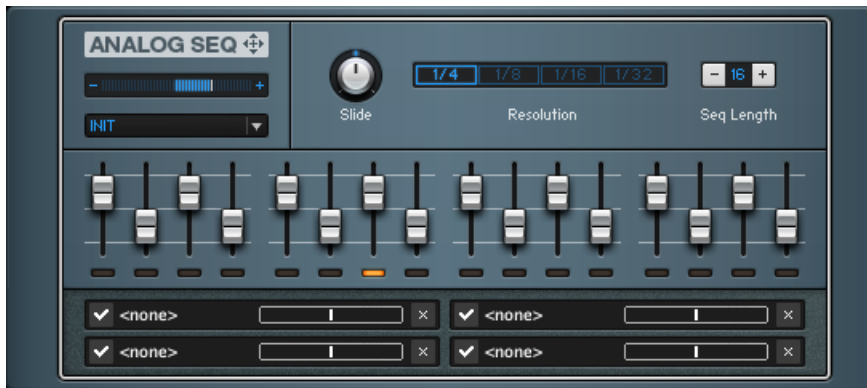 ANALOG SEQ
- +
INIT
Slide
1/4 1/8 1/16 1/32
Resolution
- 16 +
Seq Length
<none> x <none> x
<none> x <none> x